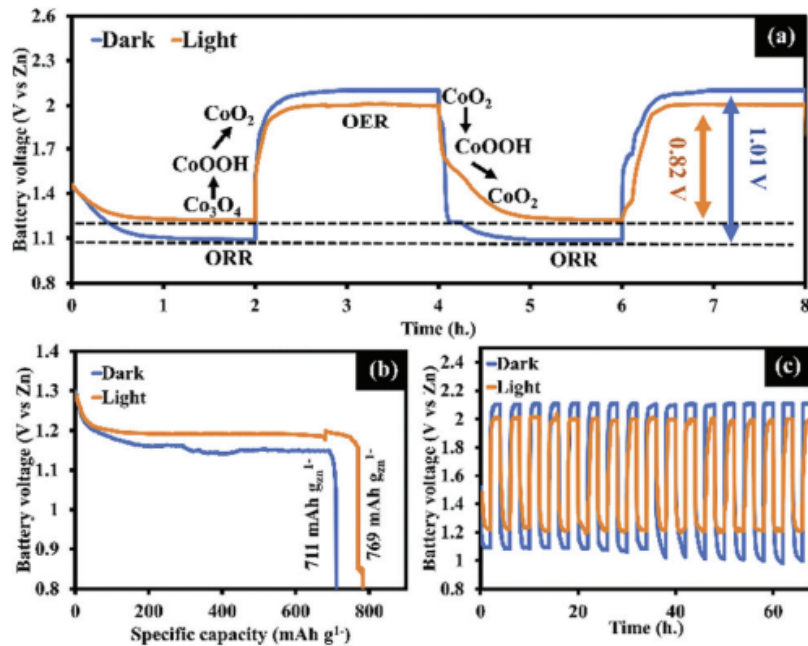 (a)
Dark Light
Battery voltage (V vs Zn)
2.6
2.3
2
1.7
1.4
1.1
0.8
CoO₂
CoOOH
Co₃O₄
ORR
OER
CoO₂
CoOOH
CoO₂
ORR
0.82 V
1.01 V
0 1 2 3 4 5 6 7 8
Time (h.)
(b)
Dark
Light
Battery voltage (V vs Zn)
1.4
1.3
1.2
1.1
1
0.9
0.8
711 mAh gzn¹⁻
769 mAh gzn¹⁻
0 200 400 600 800
Specific capacity (mAh g¹⁻)
(c)
Dark
Light
Battery voltage (V vs Zn)
2.4
2.2
2
1.8
1.6
1.4
1.2
1
0.8
0 20 40 60
Time (h.)